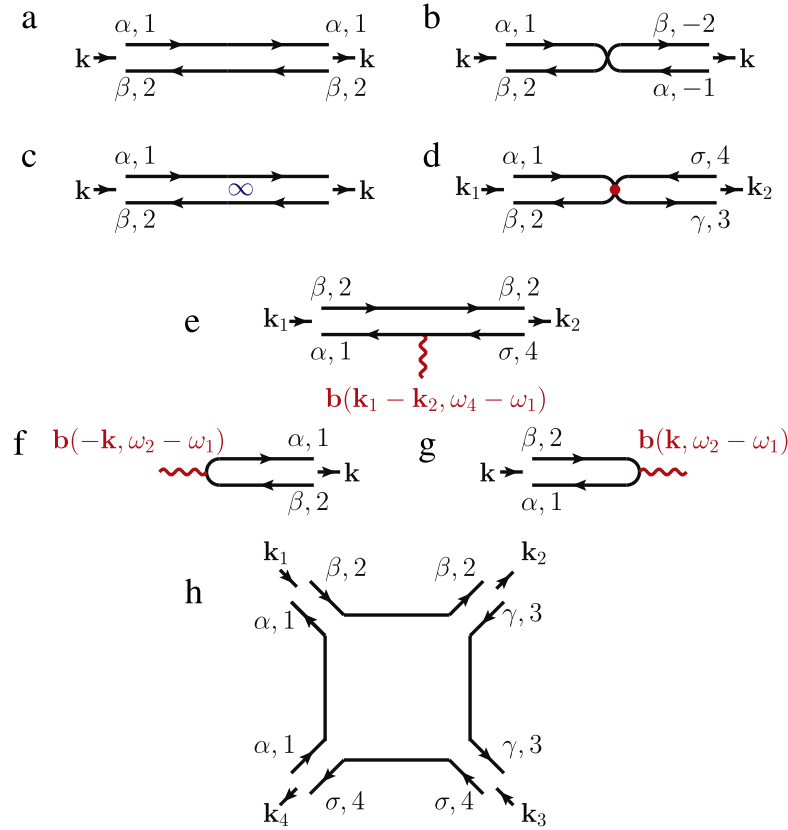 a
α, 1
α, 1
k
k
β, 2
β, 2
b
α, 1
β, −2
k
k
β, 2
α, −1
c
α, 1
k
∞
k
β, 2
d
α, 1
σ, 4
k₁
k₂
β, 2
γ, 3
e
β, 2
β, 2
k₁
k₂
α, 1
σ, 4
b(k₁ − k₂, ω₄ − ω₁)
f
b(−k, ω₂ − ω₁)
α, 1
k
β, 2
g
β, 2
b(k, ω₂ − ω₁)
k
α, 1
h
k₁
β, 2
β, 2
k₂
α, 1
γ, 3
α, 1
γ, 3
k₄
σ, 4
σ, 4
k₃